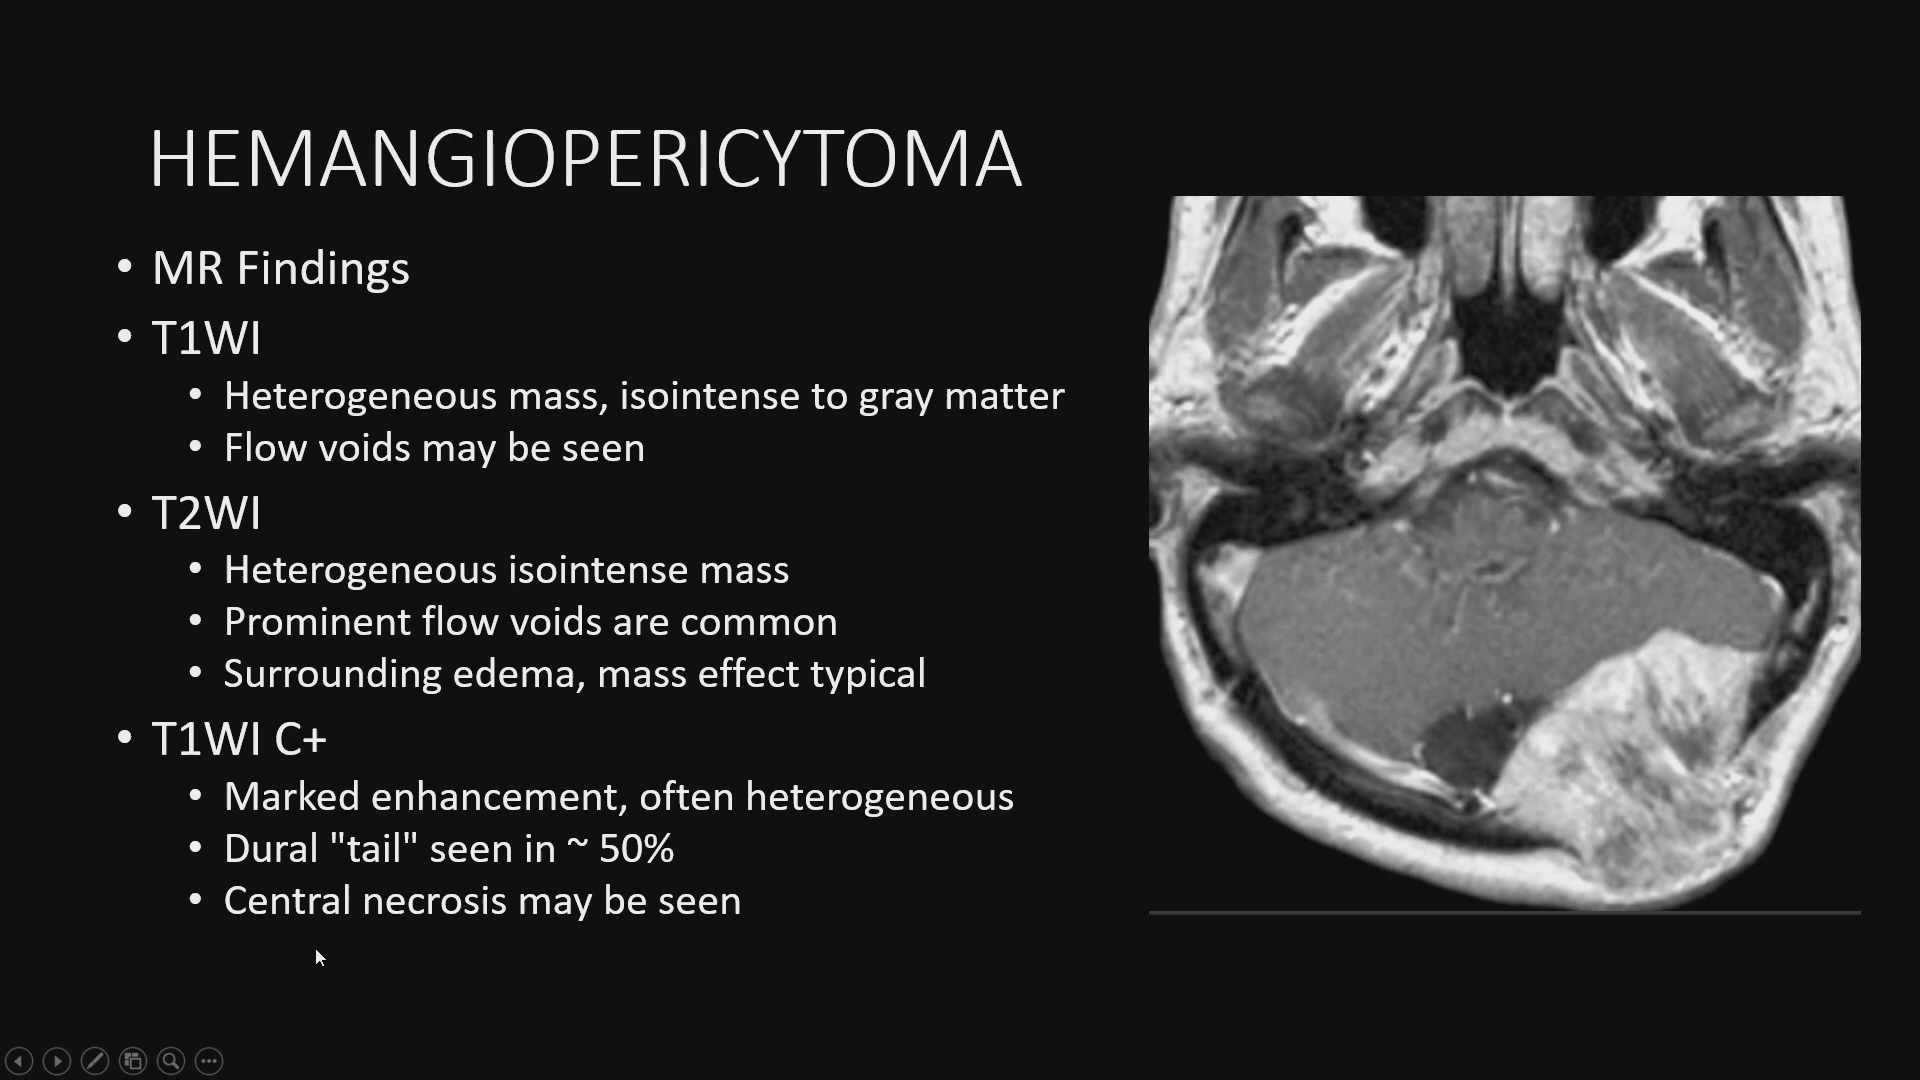 HEMANGIOPERICYTOMA
• MR Findings
• T1WI
• Heterogeneous mass, isointense to gray matter
• Flow voids may be seen
• T2WI
• Heterogeneous isointense mass
• Prominent flow voids are common
• Surrounding edema, mass effect typical
• T1WI C+
• Marked enhancement, often heterogeneous
• Dural "tail" seen in ~ 50%
• Central necrosis may be seen